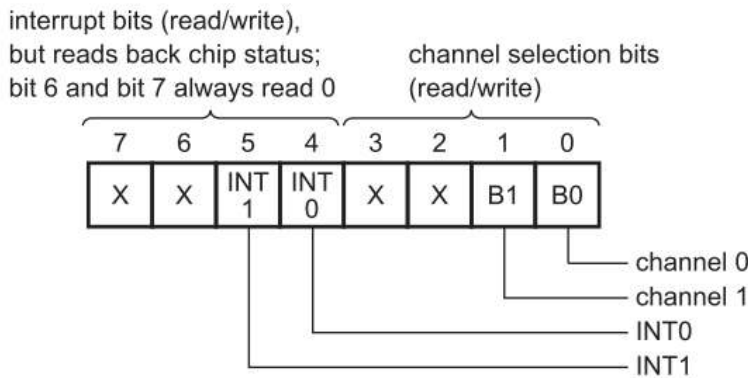 interrupt bits (read/write),
but reads back chip status;
bit 6 and bit 7 always read 0
channel selection bits
(read/write)
7 6 5 4 3 2 1 0
X X INT 1 INT 0 X X B1 B0
channel 0
channel 1
INT0
INT1